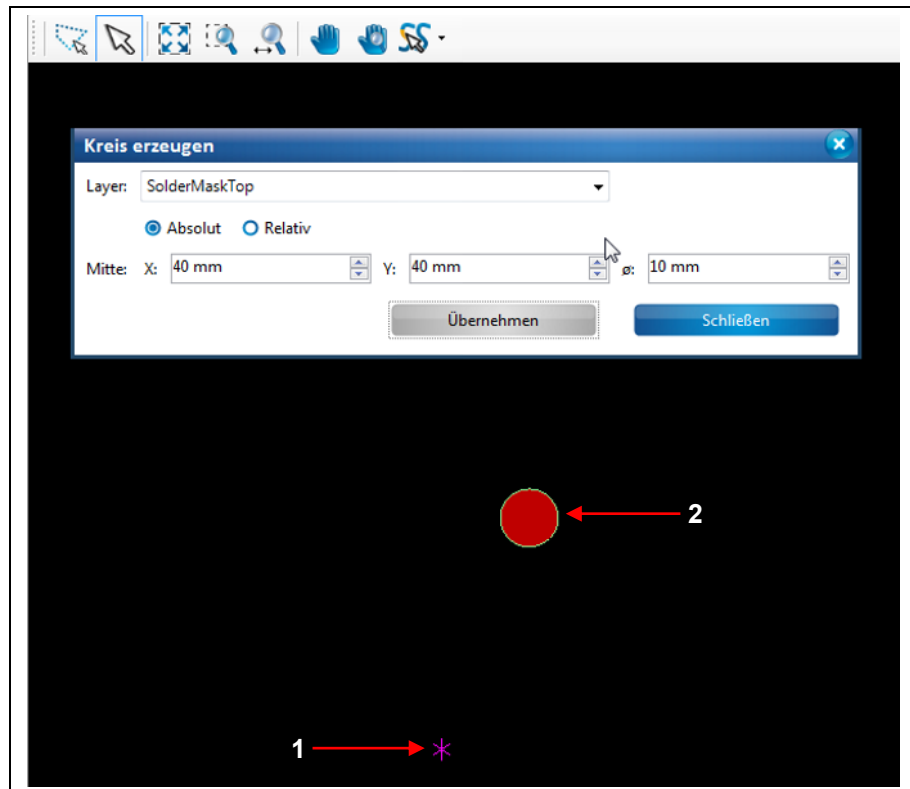 Kreis erzeugen
Layer: SolderMaskTop
Absolut Relativ
Mitte: X: 40 mm Y: 40 mm ø: 10 mm
Übernehmen Schließen
2
1